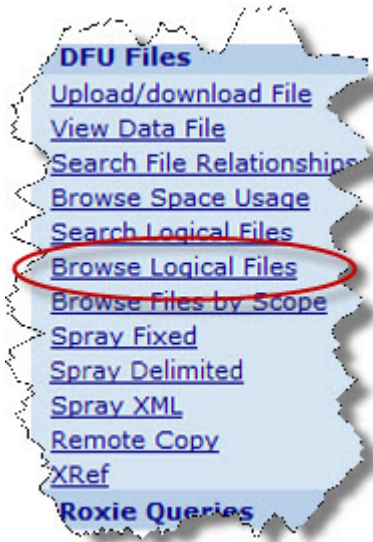 DFU Files
Upload/download File
View Data File
Search File Relationships
Browse Space Usage
Search Logical Files
Browse Logical Files
Browse Files by Scope
Spray Fixed
Spray Delimited
Spray XML
Remote Copy
XRef
Roxie Queries